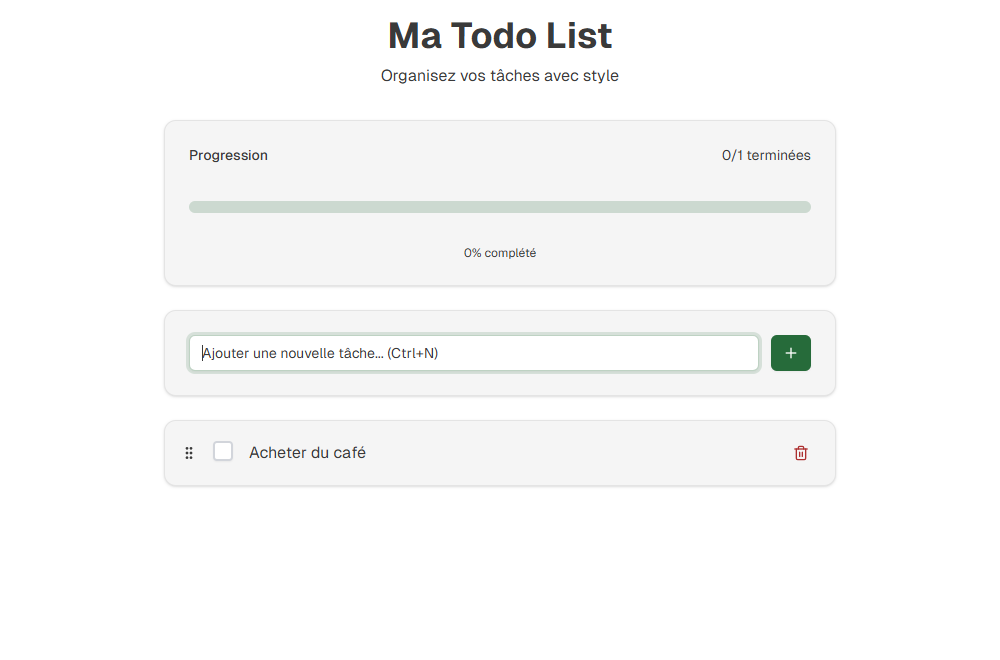 Ma Todo List
Organisez vos tâches avec style
Progression
0/1 terminées
0% complété
Ajouter une nouvelle tâche... (Ctrl+N)
Acheter du café